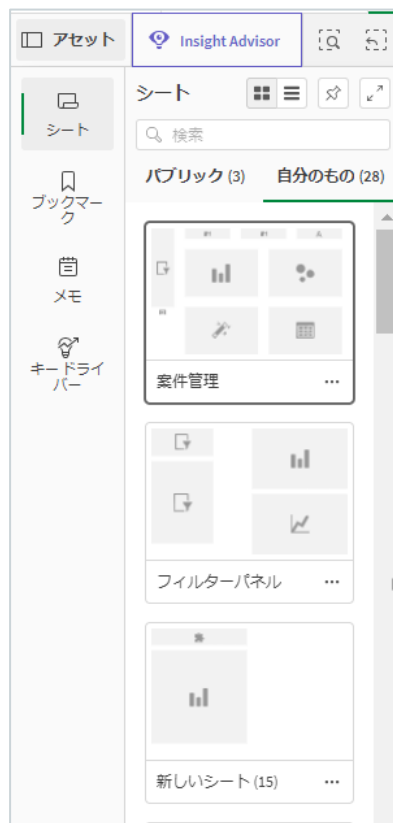 アセット
Insight Advisor
シート
ブックマー
ク
メモ
キードライ
バー
シート
検索
パブリック (3)
自分のもの (28)
#1
#1
案件管理
フィルターパネル
新しいシート (15)